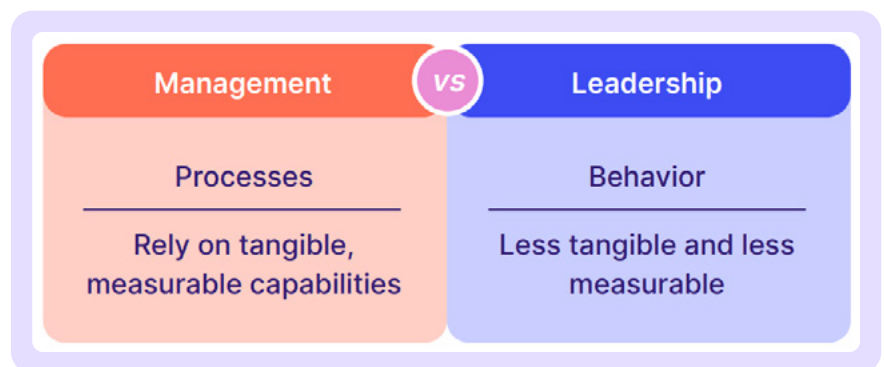 Management
vs
Leadership
Processes
Rely on tangible,
measurable capabilities
Behavior
Less tangible and less
measurable